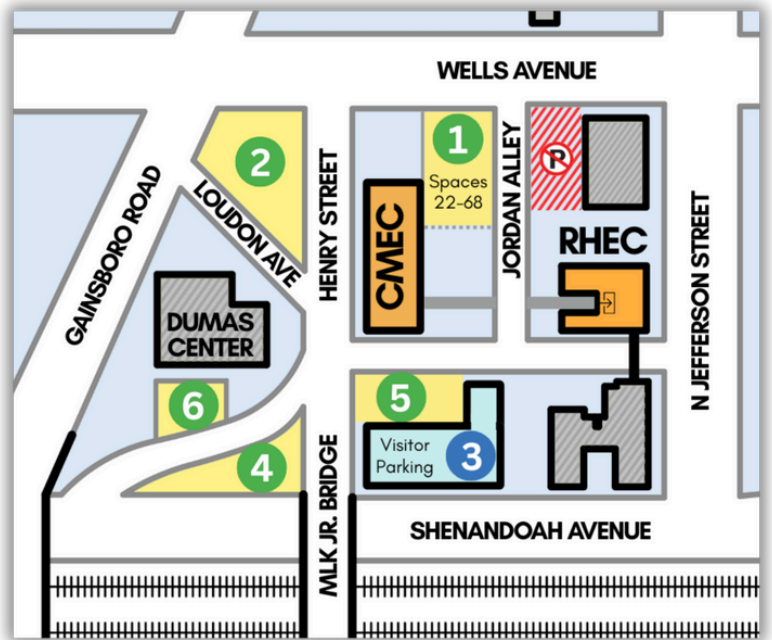 WELLS AVENUE
2
1
Spaces
22-68
P
GAINSBORO ROAD
LOUDON AVE
HENRY STREET
CMEC
JORDAN ALLEY
RHEC
N JEFFERSON STREET
DUMAS
CENTER
6
5
4
Visitor
Parking
3
MLK JR. BRIDGE
SHENANDOAH AVENUE